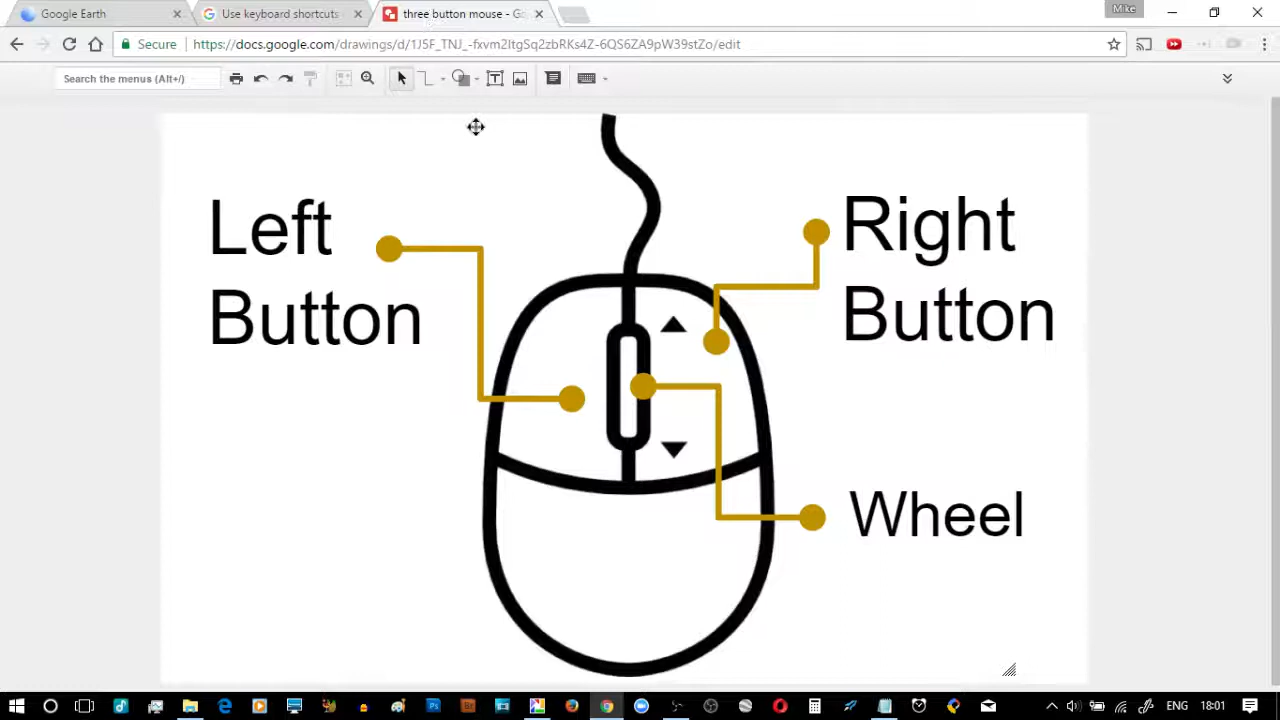 Google Earth
Use keyboard shortcuts
three button mouse - Go
Mike
Secure
https://docs.google.com/drawings/d/1J5F_TNJ_-fxvm2ItgSq2zbRKs4Z-6QS6ZA9pW39stZo/edit
Search the menus (Alt+/)
Left
Button
Right
Button
Wheel
ENG
18:01